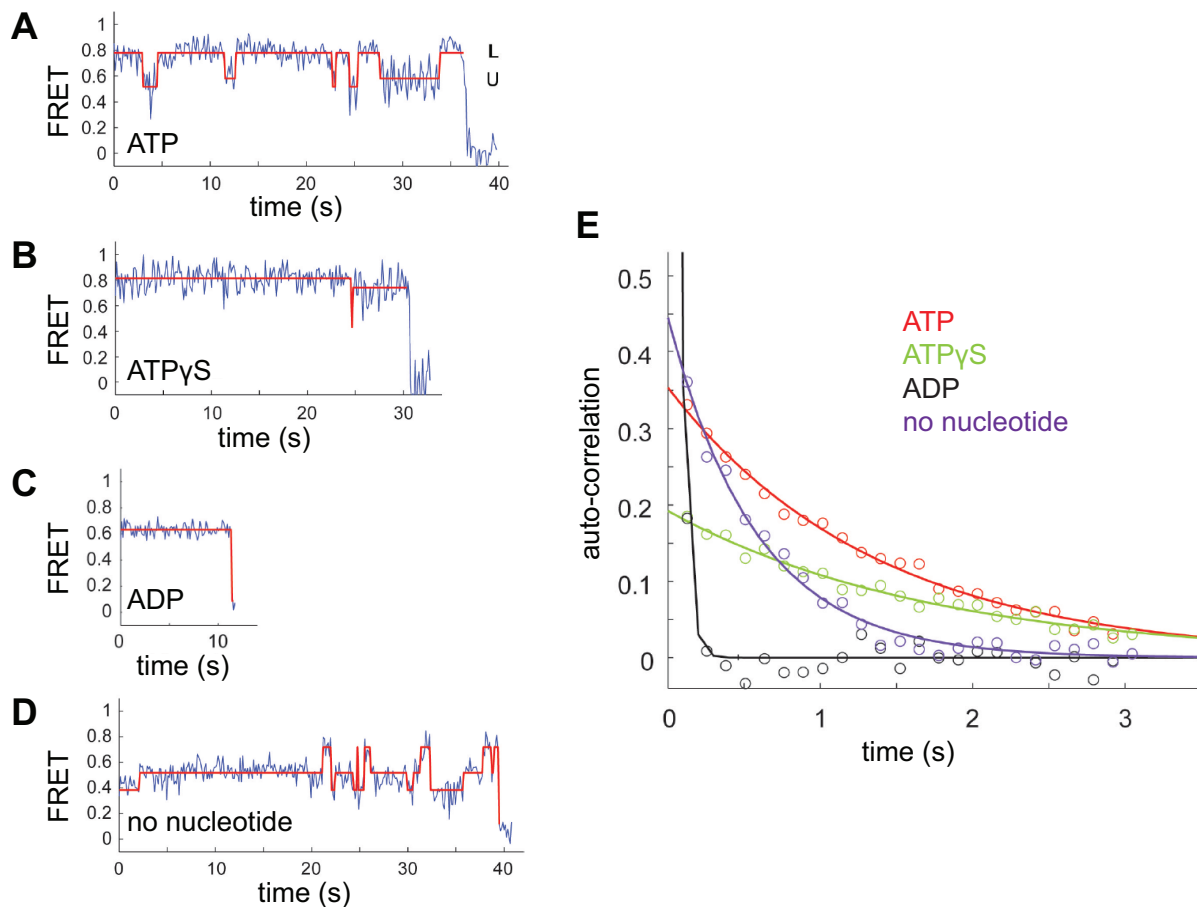 A
FRET
1
0.8
0.6
0.4
0.2
0
L
U
ATP
0 10 20 30 40
time (s)
B
FRET
1
0.8
0.6
0.4
0.2
0
ATPγS
0 10 20 30
time (s)
C
FRET
1
0.8
0.6
0.4
0.2
0
ADP
0 10
time (s)
D
FRET
1
0.8
0.6
0.4
0.2
0
no nucleotide
0 10 20 30 40
time (s)
E
auto-correlation
0.5
0.4
0.3
0.2
0.1
0
ATP
ATPγS
ADP
no nucleotide
0 1 2 3
time (s)